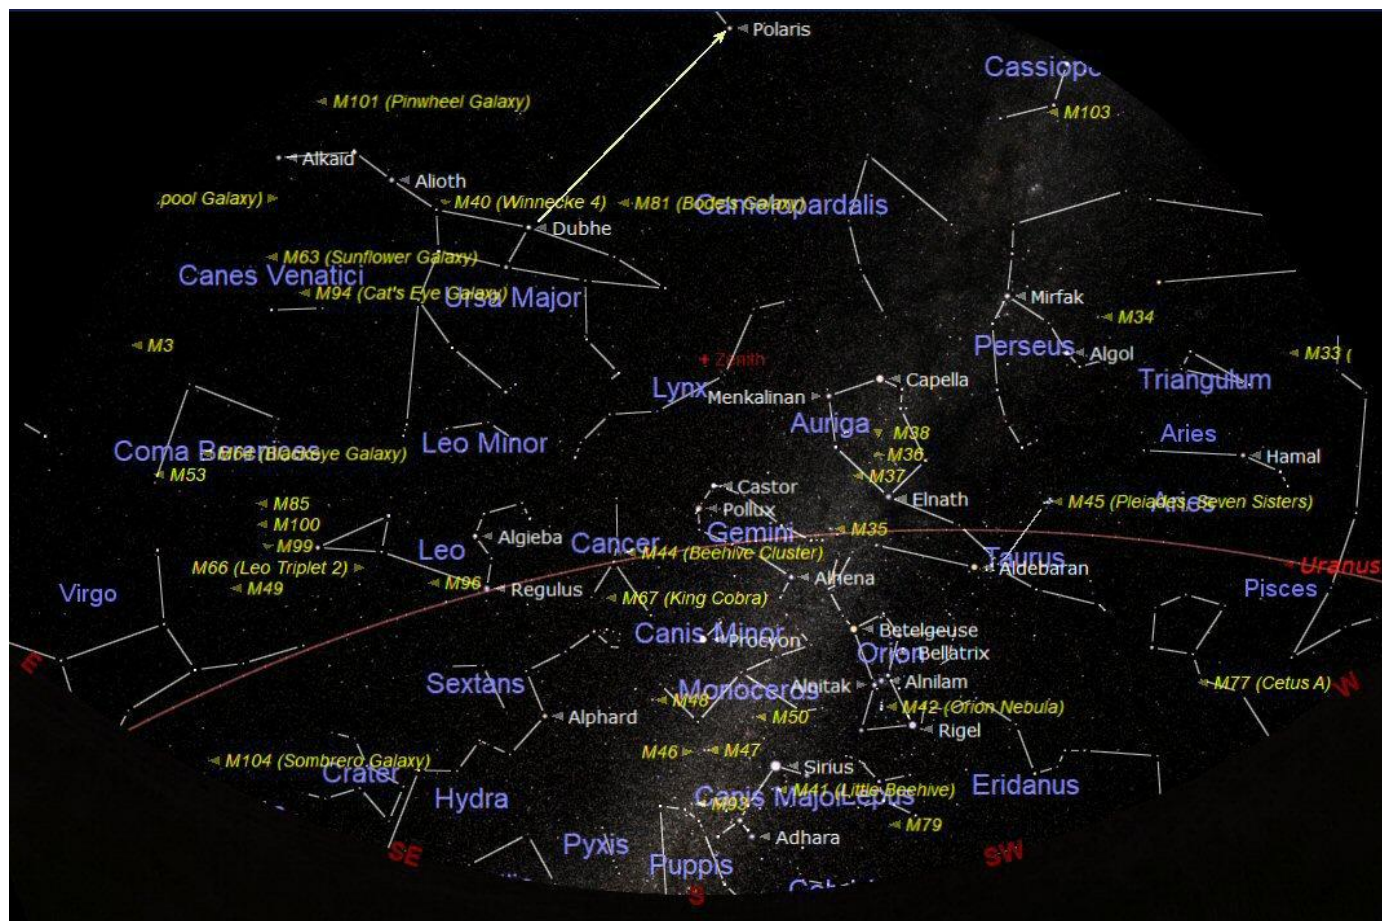 Polaris
Cassiope
M103
M101 (Pinwheel Galaxy)
Alkaid
Alioth
pool Galaxy)
M40 (Winnecke 4)
M81 (Bode's Galaxy)
Camelopardalis
Dubhe
M63 (Sunflower Galaxy)
Canes Venatici
M94 (Cat's Eye Galaxy)
Ursa Major
Mirfak
M34
M3
Perseus
Algol
M33 (
Zenith
Triangulum
Lynx
Menkalinan
Capella
Auriga
M38
Aries
Coma Berenices
M64 (Blackeye Galaxy)
Leo Minor
M36
Hamal
M53
M37
Castor
Elnath
M45 (Pleiades, Seven Sisters)
Aries
M85
Pollux
M100
Gemini
M35
M99
Leo
Algieba
Cancer
M44 (Beehive Cluster)
Taurus
M66 (Leo Triplet 2)
Aldebaran
Uranus
Virgo
M49
M96
Regulus
Alhena
Pisces
M67 (King Cobra)
Canis Minor
Procyon
Betelgeuse
Orion
Bellatrix
E
Sextans
Monoceros
Alnitak
Alnilam
M77 (Cetus A)
W
M48
M42 (Orion Nebula)
Alphard
M50
Rigel
M46
M47
M104 (Sombrero Galaxy)
Crater
Sirius
Hydra
Canis Major
M93
M41 (Little Beehive)
Lepus
Eridanus
M79
Adhara
SE
Pyxis
Puppis
SW
S